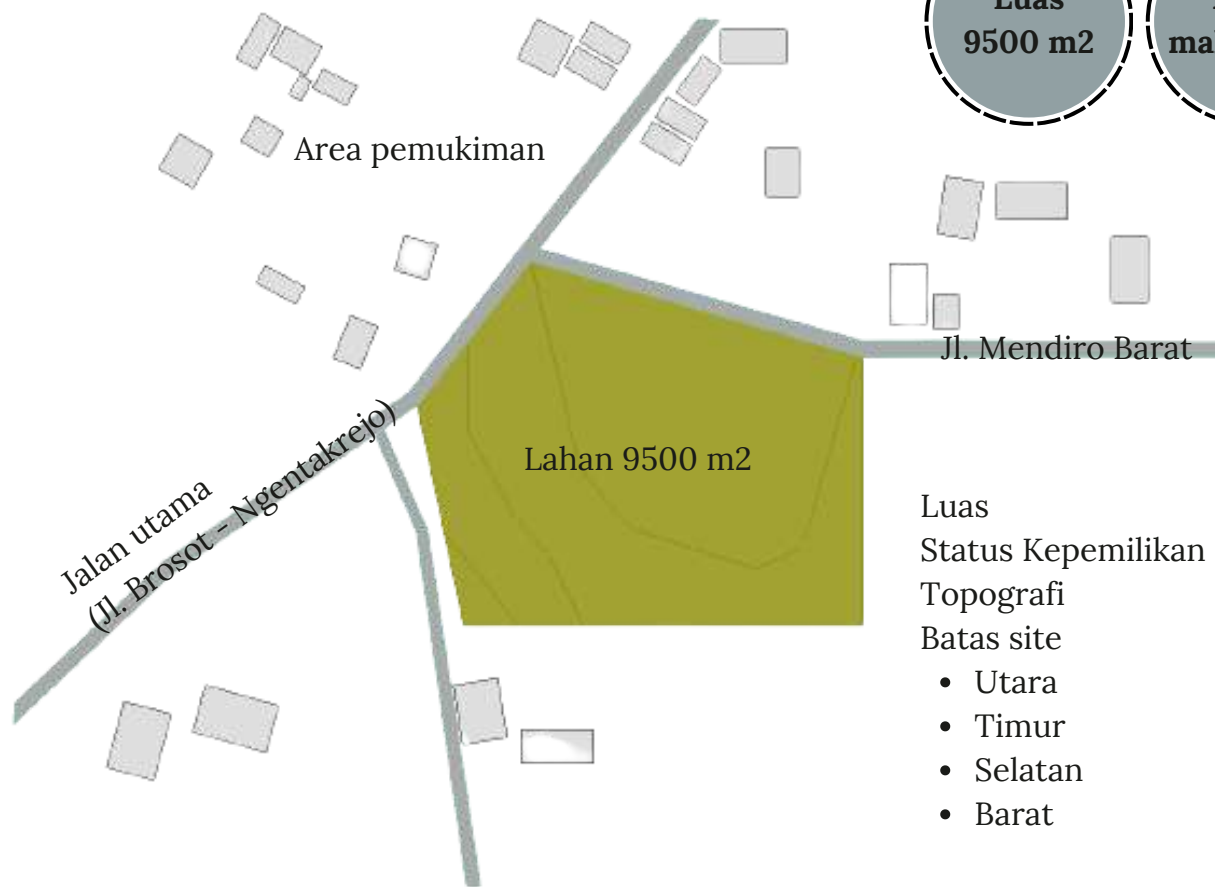 Luas
9500 m2
Area pemukiman
Jl. Mendiro Barat
Lahan 9500 m2
Jalan utama
(Jl. Brosot - Ngentakrejo)
Luas
Status Kepemilikan
Topografi
Batas site
• Utara
• Timur
• Selatan
• Barat